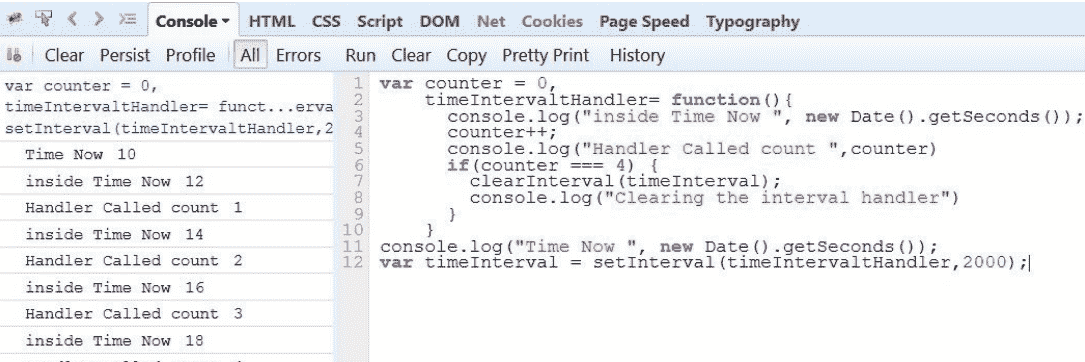 Console HTML CSS Script DOM Net Cookies Page Speed Typography
Clear Persist Profile All Errors Run Clear Copy Pretty Print History
var counter = 0,
timeIntervaltHandler= funct...erva
setInterval(timeIntervaltHandler,2
Time Now 10
inside Time Now 12
Handler Called count 1
inside Time Now 14
Handler Called count 2
inside Time Now 16
Handler Called count 3
inside Time Now 18
1 var counter = 0,
2 timeIntervaltHandler= function(){
3 console.log("inside Time Now ", new Date().getSeconds());
4 counter++;
5 console.log("Handler Called count ",counter)
6 if(counter === 4) {
7 clearInterval(timeInterval);
8 console.log("Clearing the interval handler")
9 }
10 }
11 console.log("Time Now ", new Date().getSeconds());
12 var timeInterval = setInterval(timeIntervaltHandler,2000);